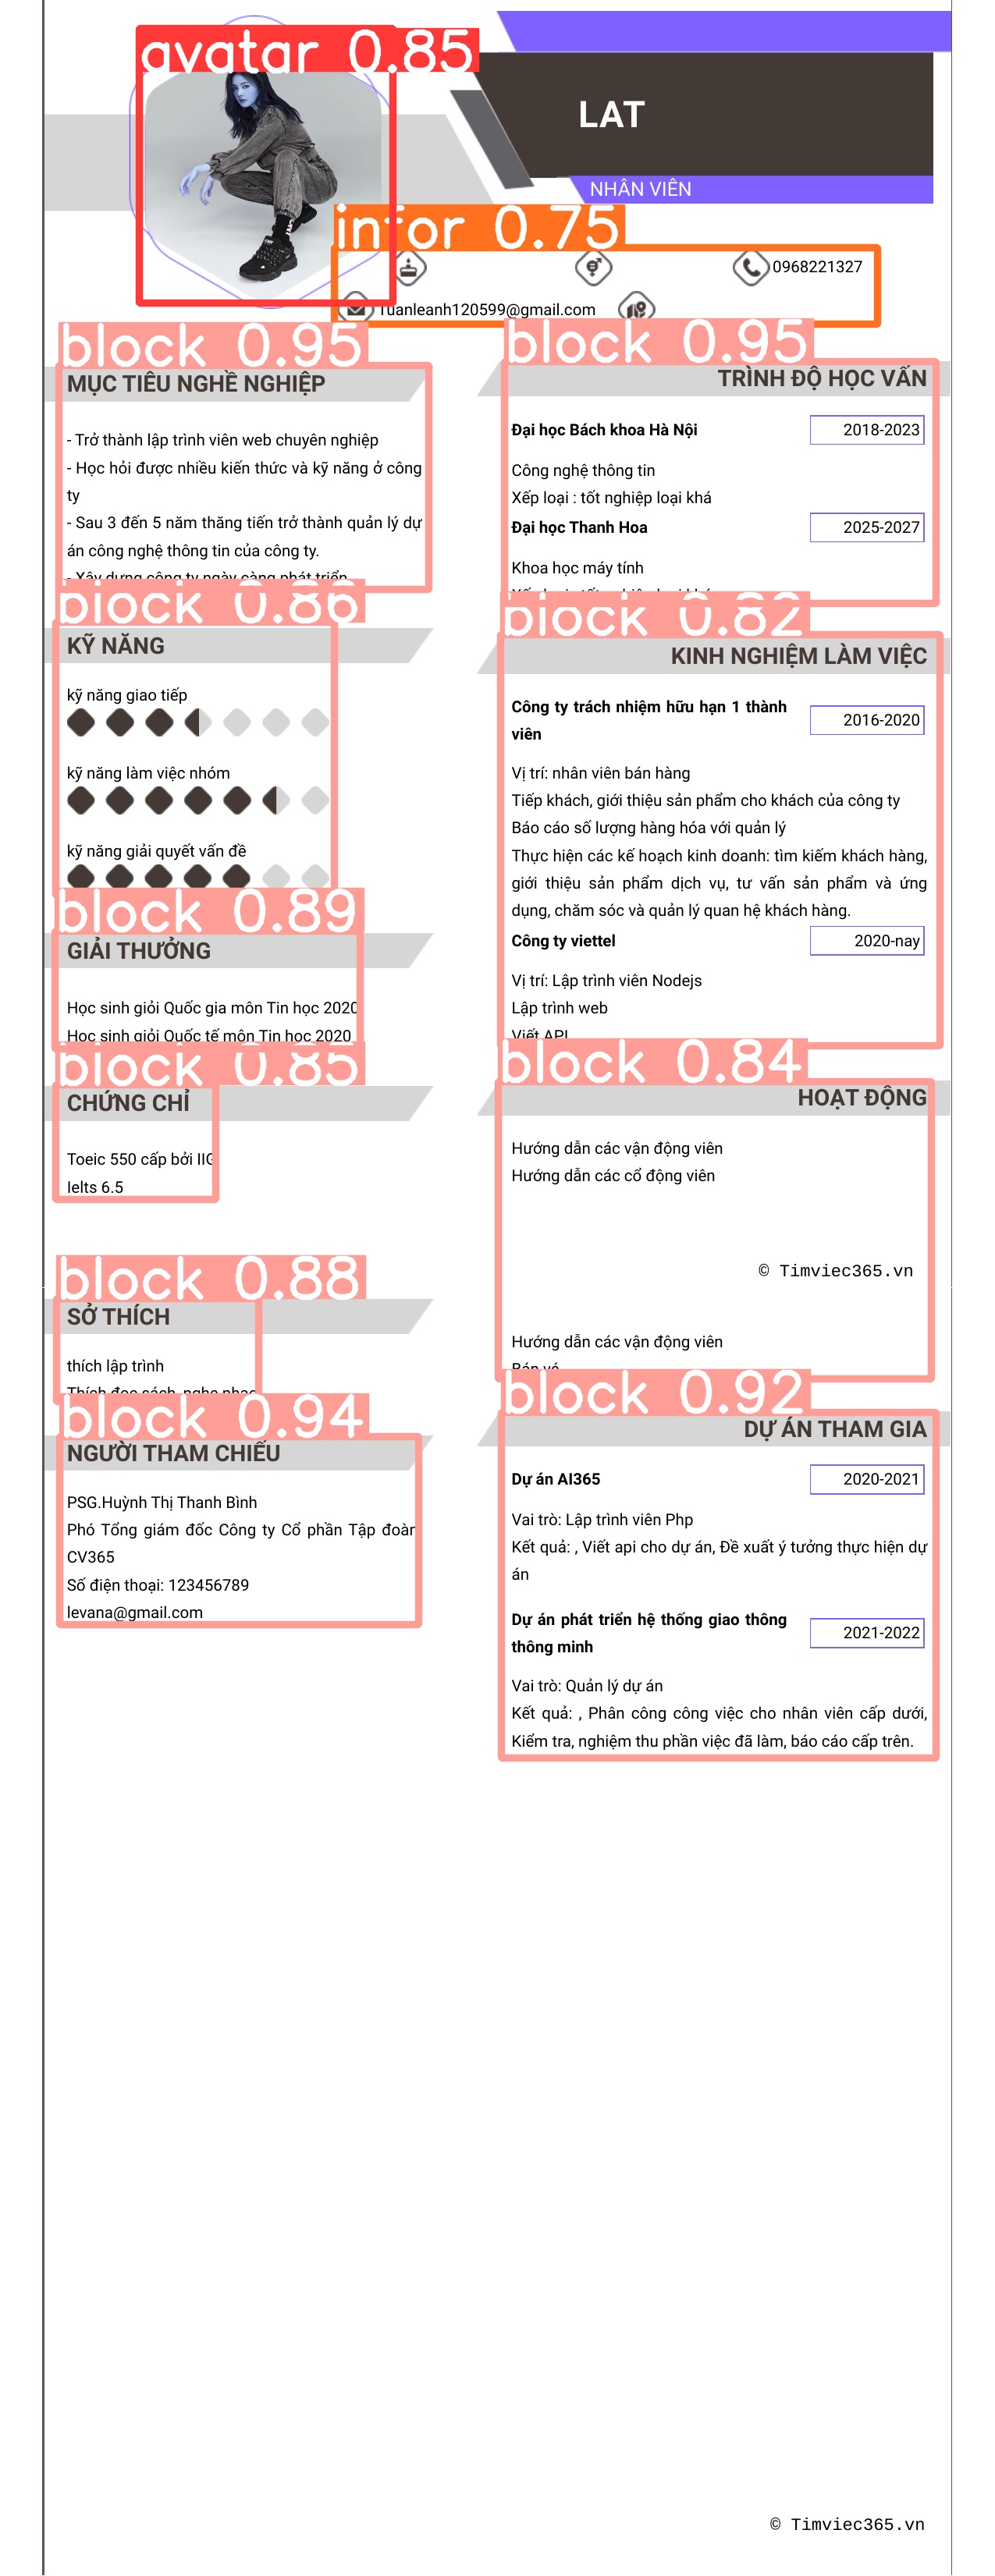 avatar 0.85
LAT
NHÂN VIÊN
infor 0.75
0968221327
Tuanleanh120599@gmail.com
block 0.95
MỤC TIÊU NGHỀ NGHIỆP
- Trở thành lập trình viên web chuyên nghiệp
- Học hỏi được nhiều kiến thức và kỹ năng ở công
ty
- Sau 3 đến 5 năm thăng tiến trở thành quản lý dự
án công nghệ thông tin của công ty.
- Xây dựng công ty ngày càng phát triển
block 0.86
KỸ NĂNG
kỹ năng giao tiếp
kỹ năng làm việc nhóm
kỹ năng giải quyết vấn đề
block 0.89
GIẢI THƯỞNG
Học sinh giỏi Quốc gia môn Tin học 2020
Học sinh giỏi Quốc tế môn Tin học 2020
block 0.85
CHỨNG CHỈ
Toeic 550 cấp bởi IIG
Ielts 6.5
block 0.88
SỞ THÍCH
thích lập trình
Thích đọc sách, nghe nhạc
block 0.94
NGƯỜI THAM CHIẾU
PSG.Huỳnh Thị Thanh Bình
Phó Tổng giám đốc Công ty Cổ phần Tập đoàn
CV365
Số điện thoại: 123456789
levana@gmail.com
block 0.95
TRÌNH ĐỘ HỌC VẤN
Đại học Bách khoa Hà Nội 2018-2023
Công nghệ thông tin
Xếp loại : tốt nghiệp loại khá
Đại học Thanh Hoa 2025-2027
Khoa học máy tính
block 0.82
KINH NGHIỆM LÀM VIỆC
Công ty trách nhiệm hữu hạn 1 thành
viên
2016-2020
Vị trí: nhân viên bán hàng
Tiếp khách, giới thiệu sản phẩm cho khách của công ty
Báo cáo số lượng hàng hóa với quản lý
Thực hiện các kế hoạch kinh doanh: tìm kiếm khách hàng,
giới thiệu sản phẩm dịch vụ, tư vấn sản phẩm và ứng
dụng, chăm sóc và quản lý quan hệ khách hàng.
Công ty viettel 2020-nay
Vị trí: Lập trình viên Nodejs
Lập trình web
Viết API
block 0.84
HOẠT ĐỘNG
Hướng dẫn các vận động viên
Hướng dẫn các cổ động viên
© Timviec365.vn
Hướng dẫn các vận động viên
Bán vé
block 0.92
DỰ ÁN THAM GIA
Dự án AI365 2020-2021
Vai trò: Lập trình viên Php
Kết quả: , Viết api cho dự án, Đề xuất ý tưởng thực hiện dự
án
Dự án phát triển hệ thống giao thông
thông minh
2021-2022
Vai trò: Quản lý dự án
Kết quả: , Phân công công việc cho nhân viên cấp dưới,
Kiểm tra, nghiệm thu phần việc đã làm, báo cáo cấp trên.
© Timviec365.vn